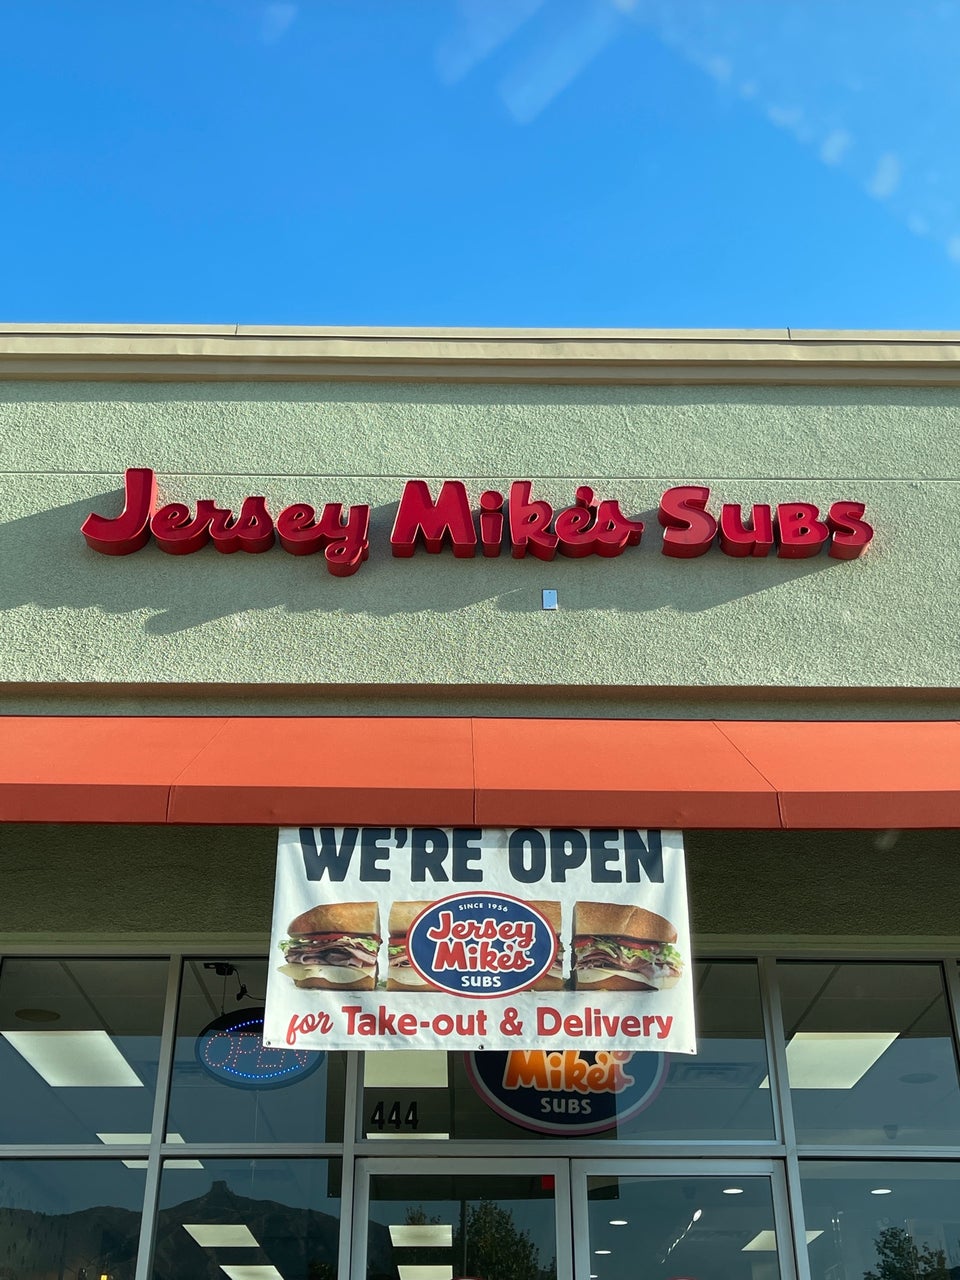 Jersey Mike's Subs
WE'RE OPEN
SINCE 1956
Jersey
Mike's
SUBS
for Take-out & Delivery
OPEN
Mike's
SUBS
444